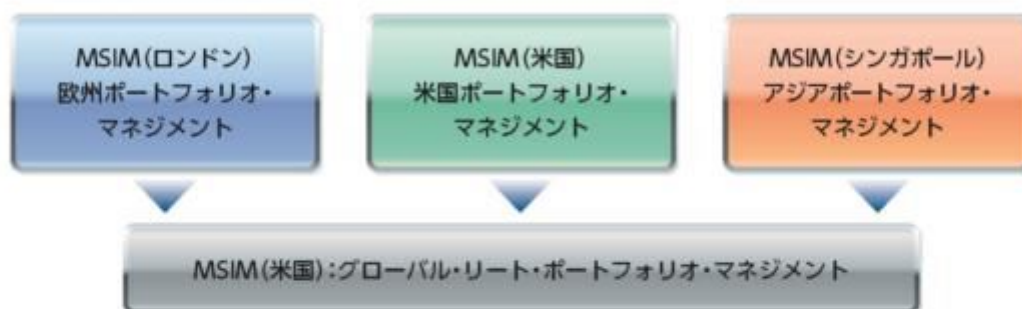 MSIM(ロンドン)
欧州ポートフォリオ・
マネジメント
MSIM(米国)
米国ポートフォリオ・
マネジメント
MSIM(シンガポール)
アジアポートフォリオ・
マネジメント
MSIM(米国):グローバル・リート・ポートフォリオ・マネジメント